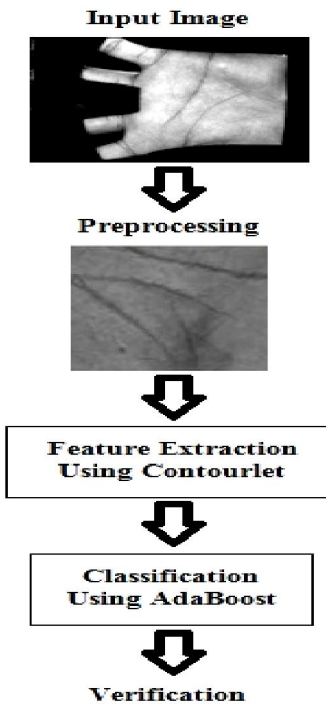 Input Image
Preprocessing
Feature Extraction
Using Contourlet
Classification
Using AdaBoost
Verification